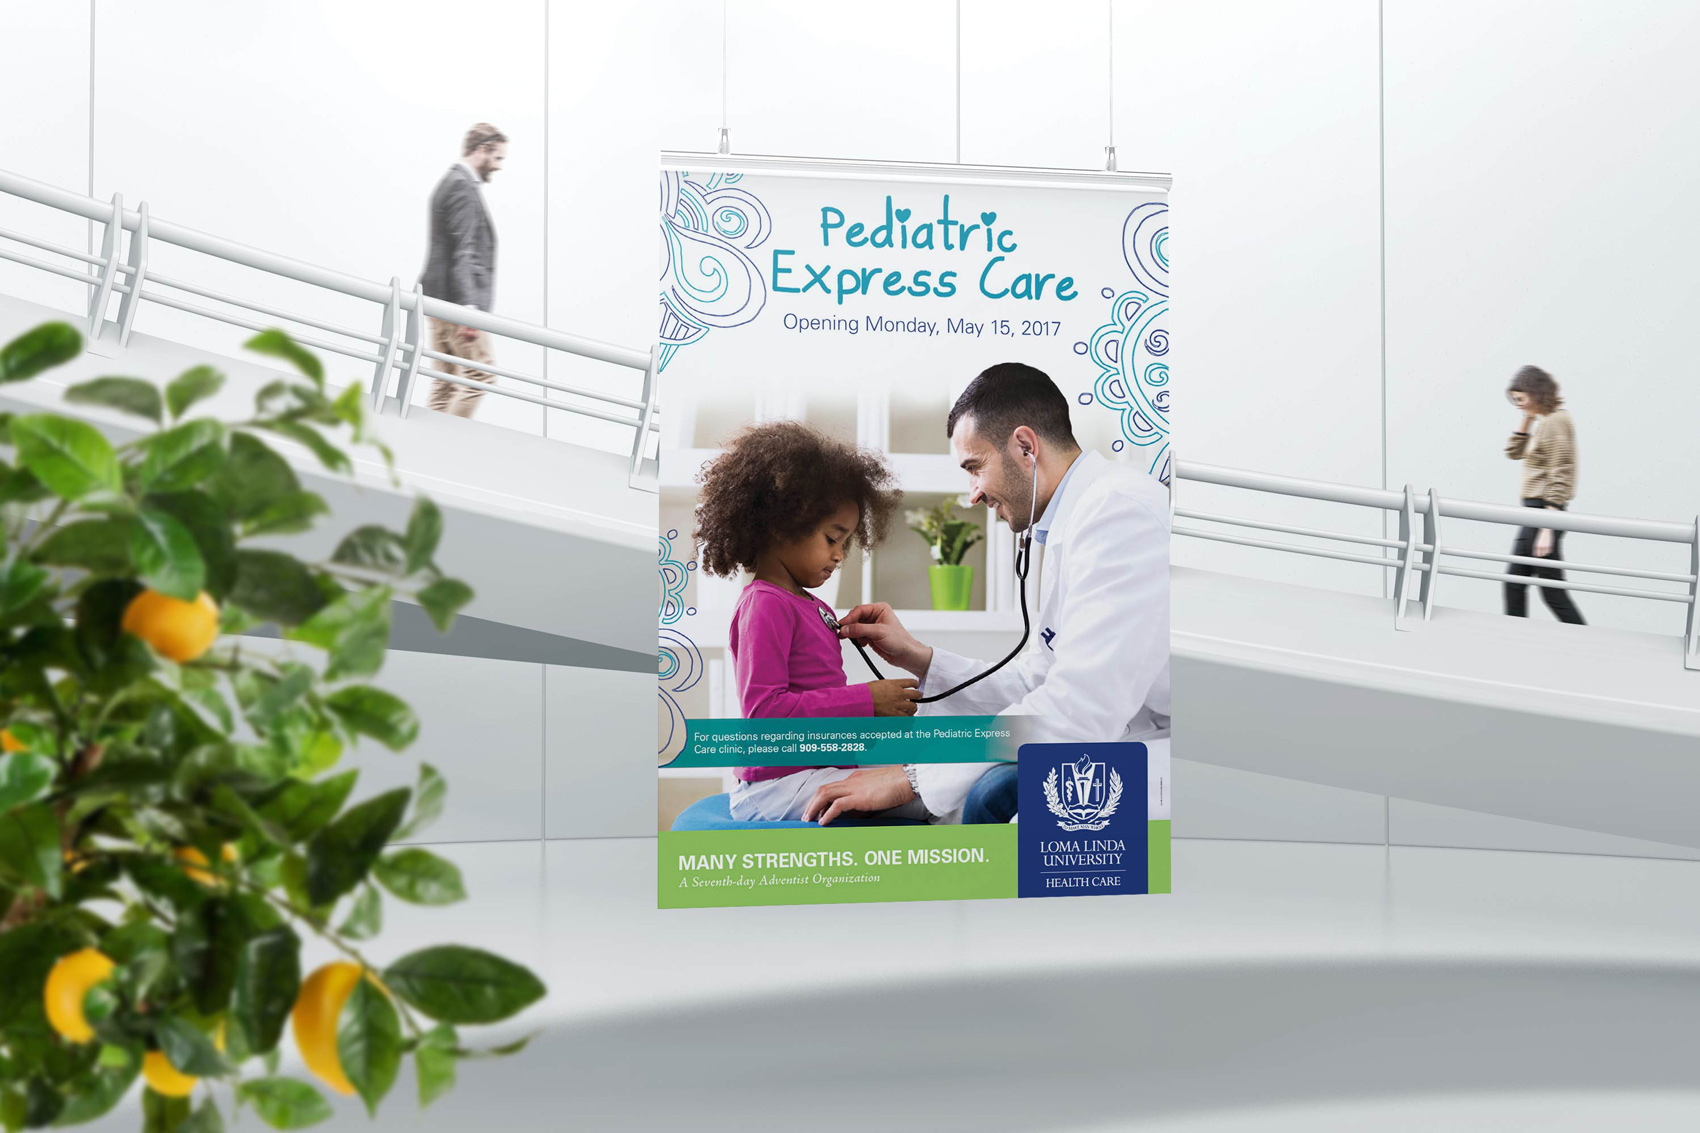 Pediatric
Express Care
Opening Monday, May 15, 2017
For questions regarding insurances accepted at the Pediatric Express
Care clinic, please call 909-558-2828.
MANY STRENGTHS. ONE MISSION.
A Seventh-day Adventist Organization
LOMA LINDA
UNIVERSITY
HEALTH CARE